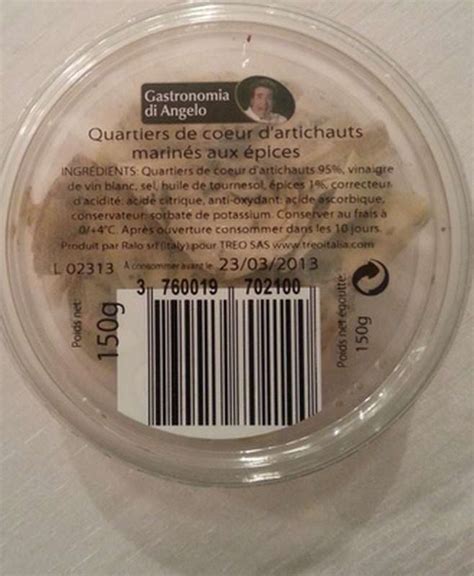 Gastronomia
di Angelo
Quartiers de coeur d'artichauts
marinés aux épices
INGRÉDIENTS: Quartiers de coeur d'artichauts 95%, vinaigre
de vin blanc, sel, huile de tournesol, épices 1%, correcteur
d'acidité: acide citrique, anti-oxydant: acide ascorbique,
conservateur: sorbate de potassium. Conserver au frais à
0/+4°C. Après ouverture consommer dans les 10 jours.
Produit par Ralo srl (Italy) pour TREO SAS www.treoitalia.com
L 02313 A consommer avant le 23/03/2013
3 760019 702100
Poids net:
150g
Poids net égoutté:
150g